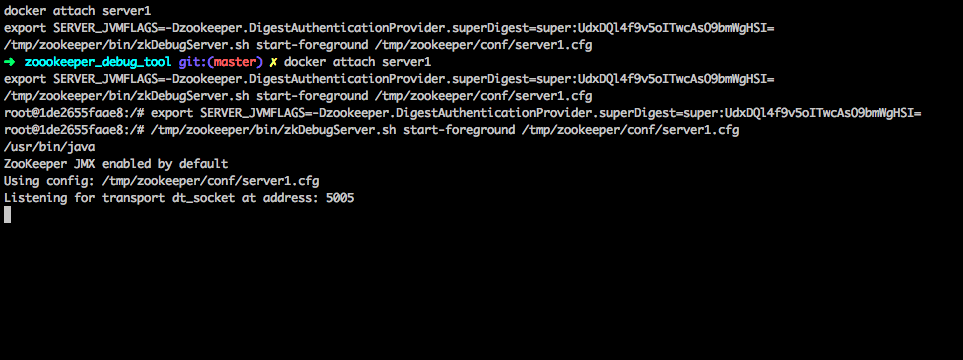 docker attach server1
export SERVER_JVMFLAGS=-Dzookeeper.DigestAuthenticationProvider.superDigest=super:UdxDQl4f9v5oITwcAsO9bmWgHSI=
/tmp/zookeeper/bin/zkDebugServer.sh start-foreground /tmp/zookeeper/conf/server1.cfg
➜ zoookeeper_debug_tool git:(master) ✗ docker attach server1
export SERVER_JVMFLAGS=-Dzookeeper.DigestAuthenticationProvider.superDigest=super:UdxDQl4f9v5oITwcAsO9bmWgHSI=
/tmp/zookeeper/bin/zkDebugServer.sh start-foreground /tmp/zookeeper/conf/server1.cfg
root@1de2655faae8:/# export SERVER_JVMFLAGS=-Dzookeeper.DigestAuthenticationProvider.superDigest=super:UdxDQl4f9v5oITwcAsO9bmWgHSI=
root@1de2655faae8:/# /tmp/zookeeper/bin/zkDebugServer.sh start-foreground /tmp/zookeeper/conf/server1.cfg
/usr/bin/java
ZooKeeper JMX enabled by default
Using config: /tmp/zookeeper/conf/server1.cfg
Listening for transport dt_socket at address: 5005